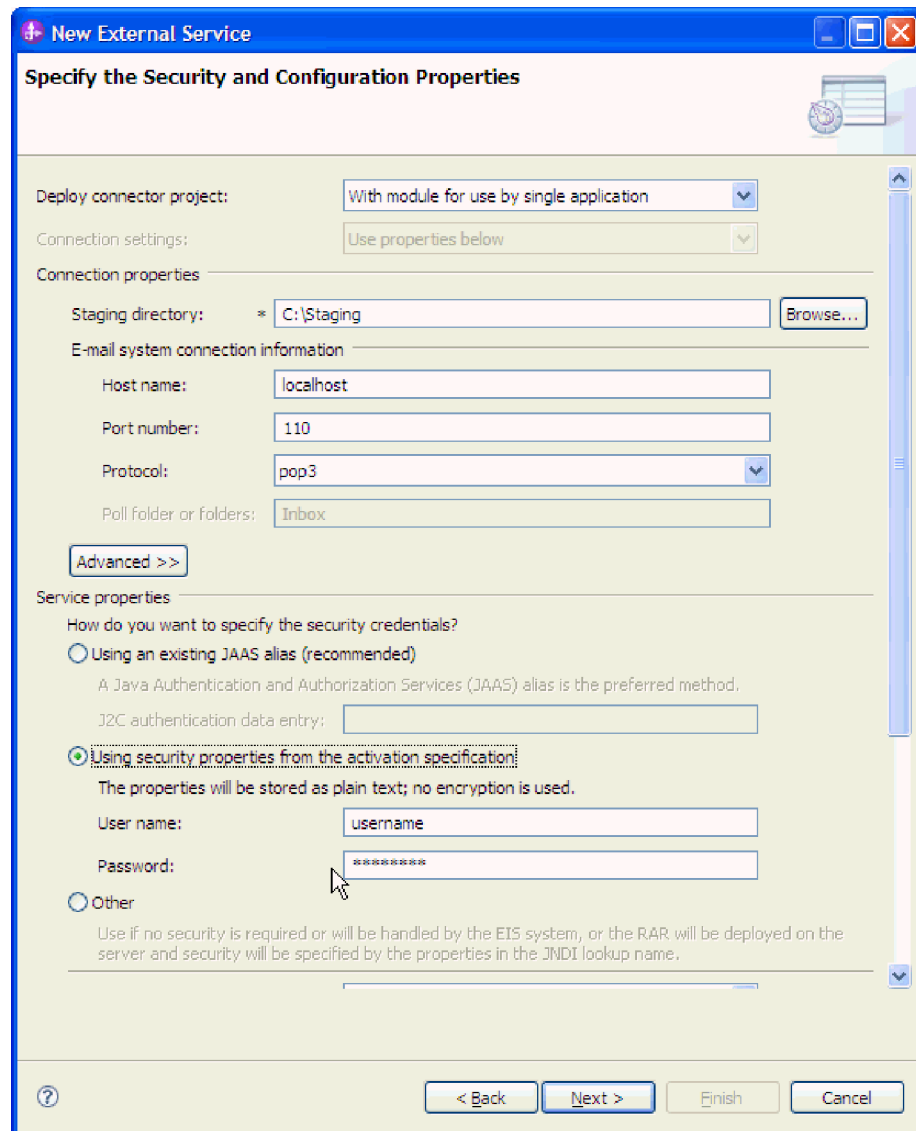 New External Service
Specify the Security and Configuration Properties
Deploy connector project: With module for use by single application
Connection settings: Use properties below
Connection properties
Staging directory: * C:\Staging Browse...
E-mail system connection information
Host name: localhost
Port number: 110
Protocol: pop3
Poll folder or folders: Inbox
Advanced >>
Service properties
How do you want to specify the security credentials?
Using an existing JAAS alias (recommended)
A Java Authentication and Authorization Services (JAAS) alias is the preferred method.
J2C authentication data entry:
Using security properties from the activation specification
The properties will be stored as plain text; no encryption is used.
User name: username
Password: ********
Other
Use if no security is required or will be handled by the EIS system, or the RAR will be deployed on the
server and security will be specified by the properties in the JNDI lookup name.
? < Back Next > Finish Cancel